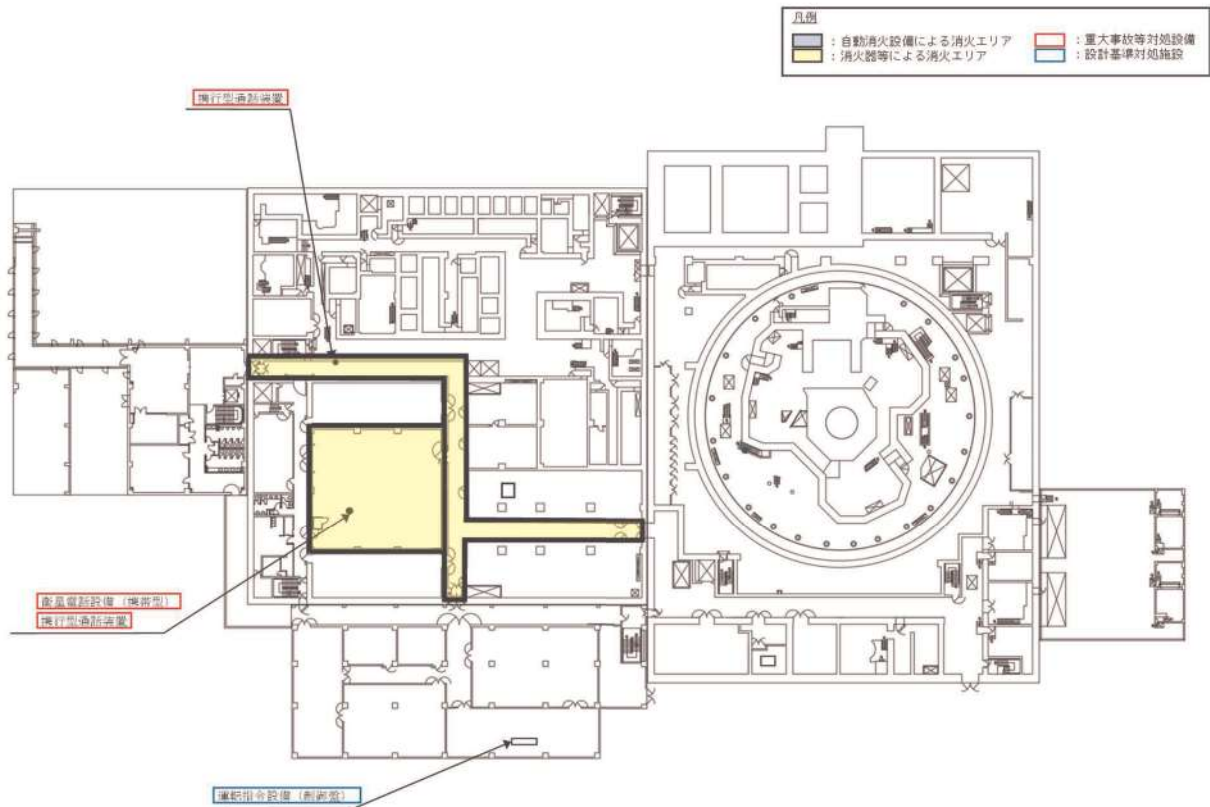 凡例
：自動消火設備による消火エリア
：重大事故等対処設備
：消火器等による消火エリア
：設計基準対処施設
携行型通話装置
衛星電話設備（携帯型）
携行型通話装置
運転指令設備（制御盤）